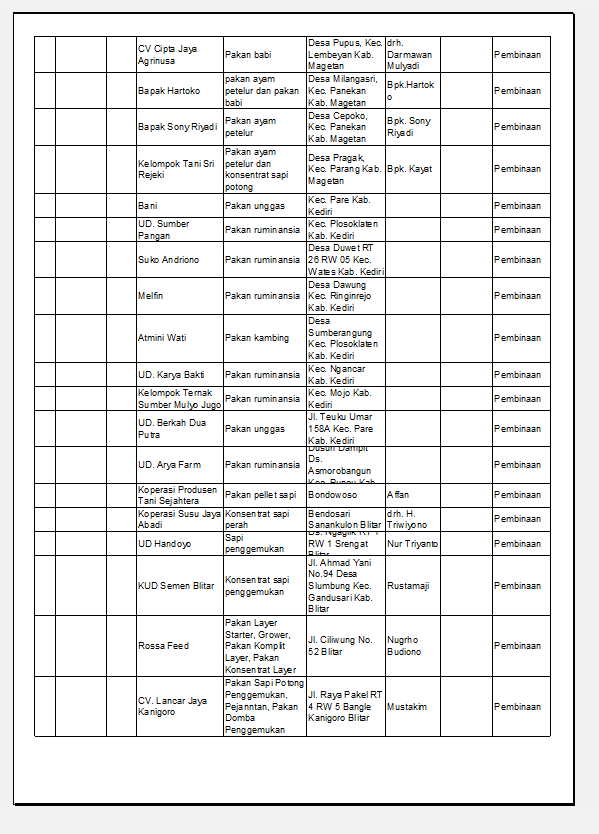 CV Cipta Jaya Agrinusa
Pakan babi
Desa Pupus, Kec. Lembeyan Kab. Magetan
drh. Darmawan Mulyadi
Pembinaan
Bapak Hartoko
pakan ayam petelur dan pakan babi
Desa Milangasri, Kec. Panekan Kab. Magetan
Bpk.Hartoko
Pembinaan
Bapak Sony Riyadi
Pakan ayam petelur
Desa Cepoko, Kec. Panekan Kab. Magetan
Bpk. Sony Riyadi
Pembinaan
Kelompok Tani Sri Rejeki
Pakan ayam petelur dan konsentrat sapi potong
Desa Pragak, Kec. Parang Kab. Magetan
Bpk. Kayat
Pembinaan
Bani
Pakan unggas
Kec. Pare Kab. Kediri
Pembinaan
UD. Sumber Pangan
Pakan ruminansia
Kec. Plosoklaten Kab. Kediri
Pembinaan
Suko Andriono
Pakan ruminansia
Desa Duwet RT 26 RW 05 Kec. Wates Kab. Kediri
Pembinaan
Melfin
Pakan ruminansia
Desa Dawung Kec. Ringinrejo Kab. Kediri
Pembinaan
Atmini Wati
Pakan kambing
Desa Sumberangung Kec. Plosoklaten Kab. Kediri
Pembinaan
UD. Karya Bakti
Pakan ruminansia
Kec. Ngancar Kab. Kediri
Pembinaan
Kelompok Ternak Sumber Mulyo Jugo
Pakan ruminansia
Kec. Mojo Kab. Kediri
Pembinaan
UD. Berkah Dua Putra
Pakan unggas
Jl. Teuku Umar 158A Kec. Pare Kab. Kediri
Pembinaan
UD. Arya Farm
Pakan ruminansia
Dusun Dampit Ds. Asmorobangun
Pembinaan
Koperasi Produsen Tani Sejahtera
Pakan pellet sapi
Bondowoso
Affan
Pembinaan
Koperasi Susu Jaya Abadi
Konsentrat sapi perah
Bendosari Sanankulon Blitar
drh. H. Triwiyono
Pembinaan
UD Handoyo
Sapi penggemukan
Ds. Ngaglik RT 1 RW 1 Srengat Blitar
Nur Triyanto
Pembinaan
KUD Semen Blitar
Konsentrat sapi penggemukan
Jl. Ahmad Yani No.94 Desa Slumbung Kec. Gandusari Kab. Blitar
Rustamaji
Pembinaan
Rossa Feed
Pakan Layer Starter, Grower, Pakan Komplit Layer, Pakan Konsentrat Layer
Jl. Ciliwung No. 52 Blitar
Nugrho Budiono
Pembinaan
CV. Lancar Jaya Kanigoro
Pakan Sapi Potong Penggemukan, Pejanntan, Pakan Domba Penggemukan
Jl. Raya Pakel RT 4 RW 5 Bangle Kanigoro Blitar
Mustakim
Pembinaan